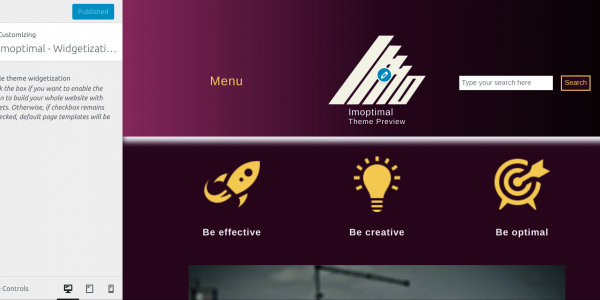 Published
Customizing
Imoptimal - Widgetizati...
le theme widgetization
k the box if you want to enable the
n to build your whole website with
ets. Otherwise, if checkbox remains
ecked, default page templates will be
Menu
Imoptimal
Theme Preview
Type your search here
Search
Be effective
Be creative
Be optimal
Controls